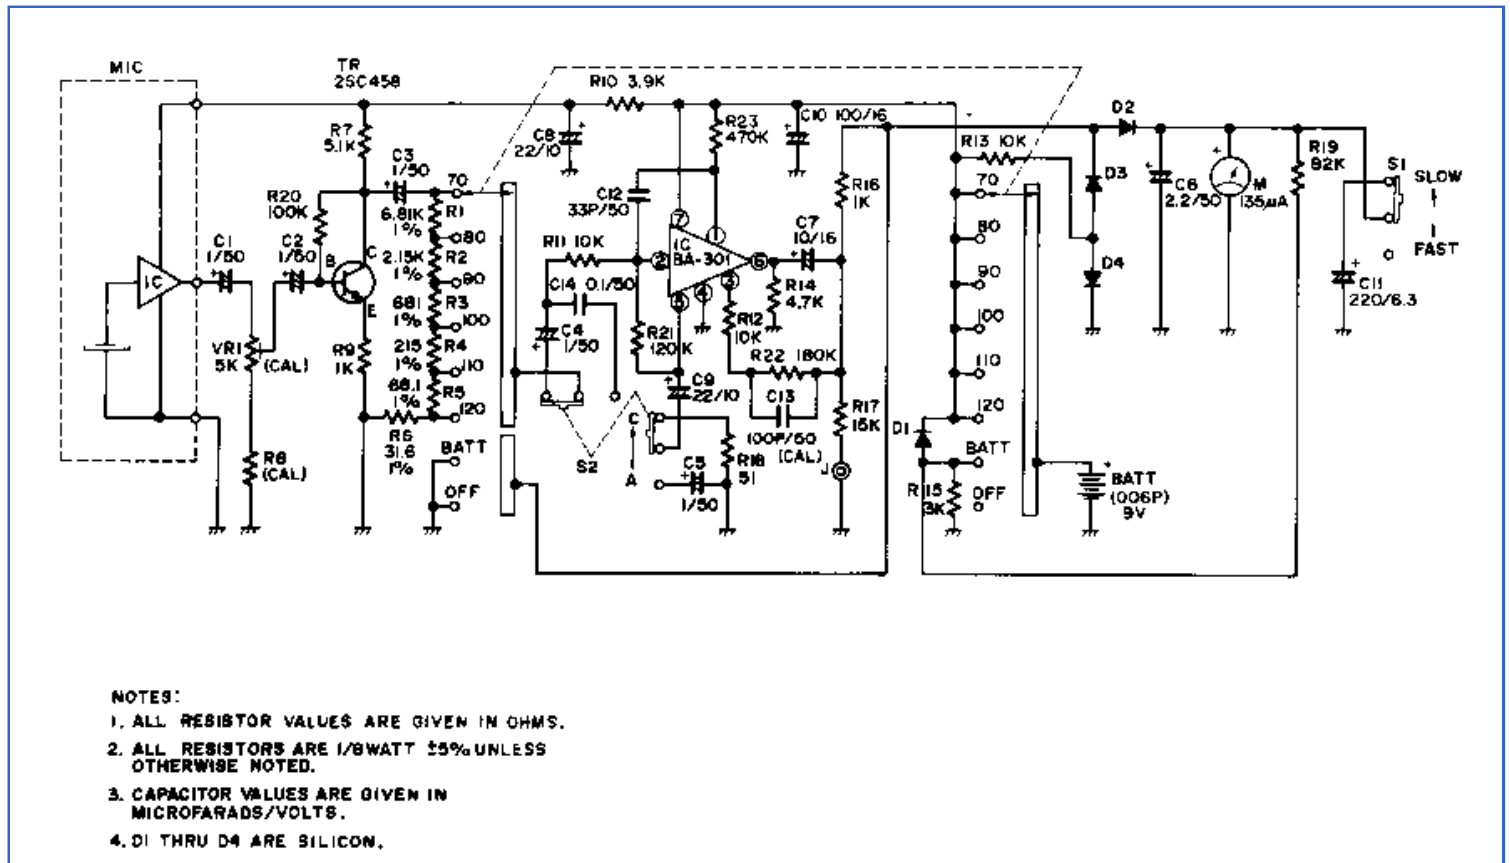 MIC
TR
2SC458
R10 3.9K
R7
5.1K
C3
1/50
C8
22/10
R23
470K
C10 100/16
D2
R13 10K
R19
82K
S1
SLOW
FAST
70
R20
100K
6.81K
1%
R1
80
C12
33P/50
R16
1K
70
D3
C6
2.2/50
M
135µA
C1
1/50
C2
1/50
C
B
E
2.15K
1%
R2
90
R11 10K
C14 0.1/50
IC
BA-301
7
1
2
6
3
4
5
C7
10/16
80
D4
C11
220/6.3
IC
681
1%
R3
100
R14
4.7K
90
VR1
5K
(CAL)
R9
1K
215
1%
R4
110
C4
1/50
R21
120K
R12
10K
R22 180K
100
68.1
1%
R5
120
C9
22/10
C13
100P/50
(CAL)
110
R6
31.6
1%
BATT
C
A
S2
R18
51
R17
15K
D1
120
R8
(CAL)
OFF
C5
1/50
J
BATT
R15
3K
OFF
BATT
(006P)
9V
NOTES:
1. ALL RESISTOR VALUES ARE GIVEN IN OHMS.
2. ALL RESISTORS ARE 1/8WATT ±5% UNLESS
OTHERWISE NOTED.
3. CAPACITOR VALUES ARE GIVEN IN
MICROFARADS/VOLTS.
4. D1 THRU D4 ARE SILICON.